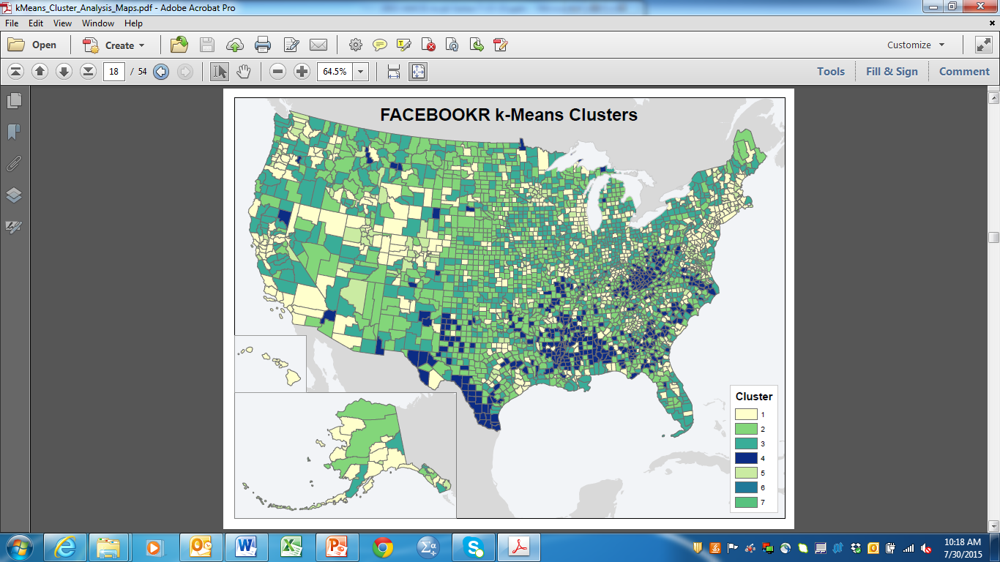 kMeans_Cluster_Analysis_Maps.pdf - Adobe Acrobat Pro
File Edit View Window Help
Open Create Customize
18 / 54 64.5% Tools Fill & Sign Comment
FACEBOOKR k-Means Clusters
Cluster
1
2
3
4
5
6
7
10:18 AM
7/30/2015